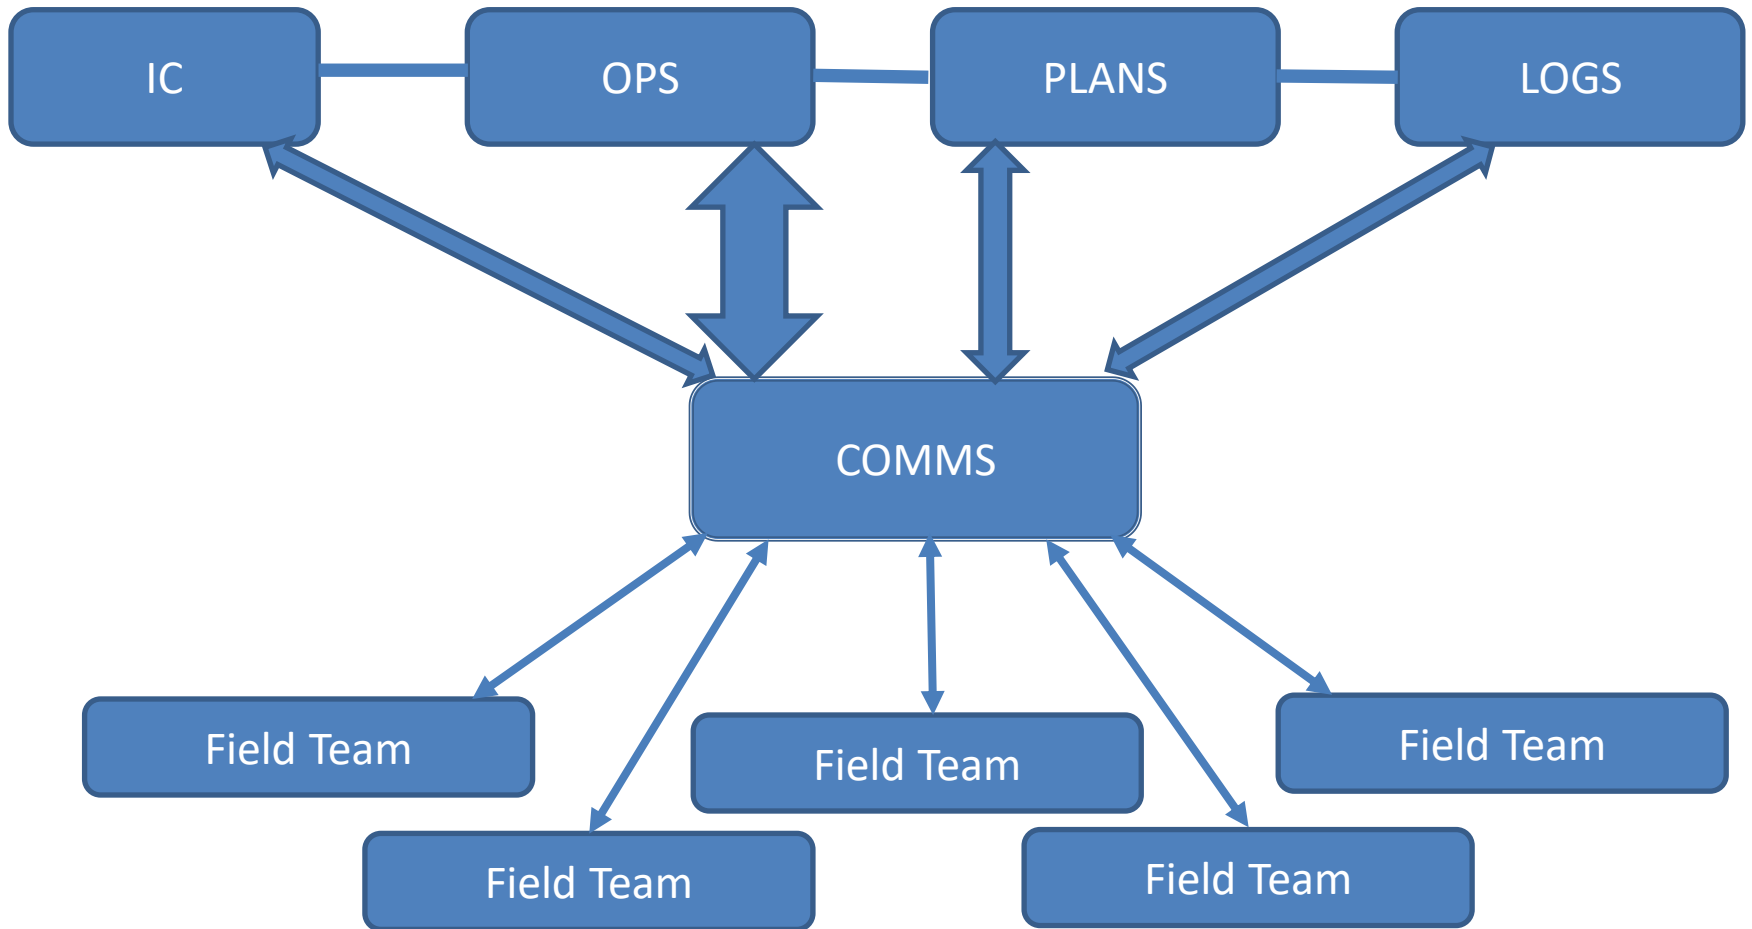 IC
OPS
PLANS
LOGS
COMMS
Field Team
Field Team
Field Team
Field Team
Field Team